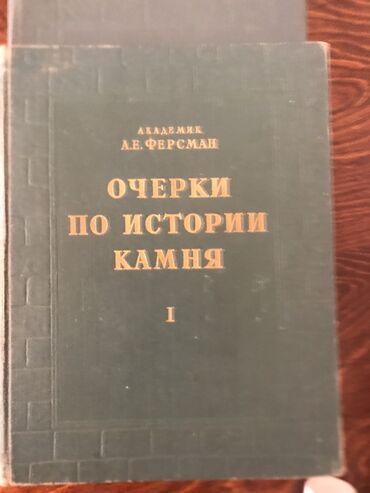 АКАДЕМИК
А.Е.ФЕРСМАН
ОЧЕРКИ
ПО ИСТОРИИ
КАМНЯ
I